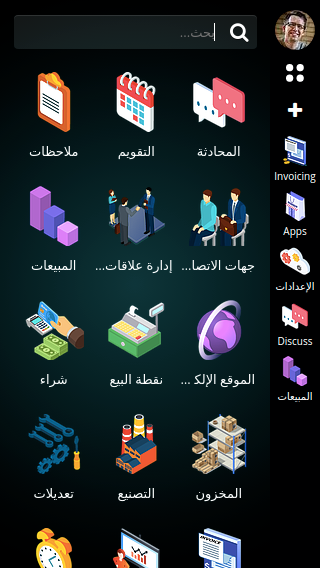 بحث...
المحادثة
التقويم
ملاحظات
جهات الاتصا...
إدارة علاقات...
المبيعات
الموقع الإلك...
نقطة البيع
شراء
المخزون
التصنيع
تعديلات
Invoicing
Apps
الإعدادات
Discuss
المبيعات